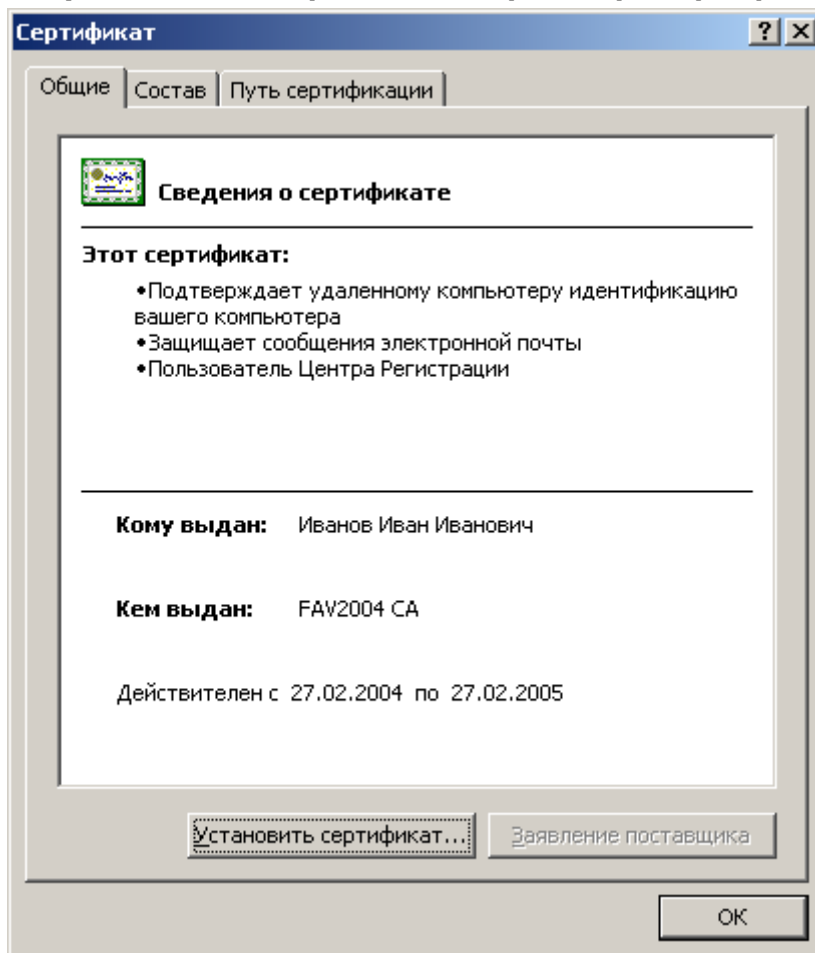 Сертификат
Общие Состав Путь сертификации
Сведения о сертификате
Этот сертификат:
•Подтверждает удаленному компьютеру идентификацию
вашего компьютера
•Защищает сообщения электронной почты
•Пользователь Центра Регистрации
Кому выдан: Иванов Иван Иванович
Кем выдан: FAV2004 CA
Действителен с 27.02.2004 по 27.02.2005
Установить сертификат... Заявление поставщика
ОК